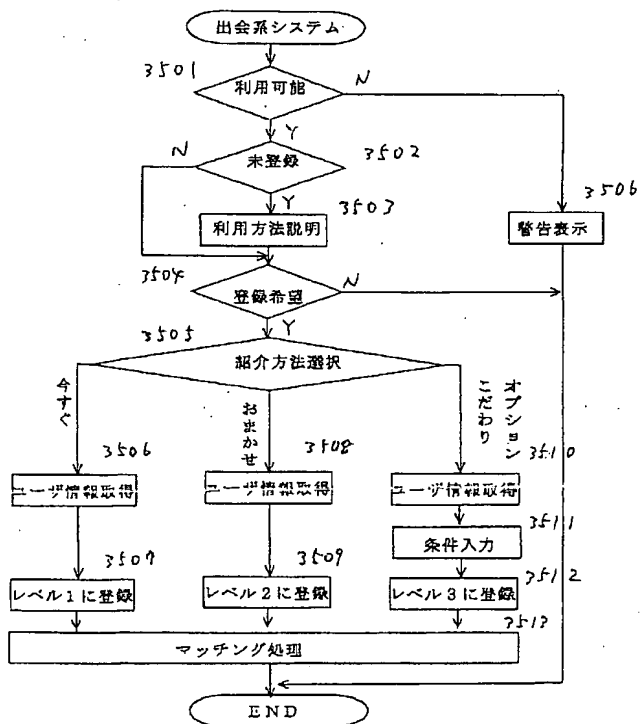 出会系システム
3501
利用可能
N
Y
N
未登録
3502
3506
Y
3503
利用方法説明
警告表示
3504
登録希望
N
3505
Y
紹介方法選択
今すぐ
おまかせ
オプション
こだわり
3506
3508
3510
ユーザ情報取得
ユーザ情報取得
ユーザ情報取得
3511
条件入力
3507
3509
3512
レベル1に登録
レベル2に登録
レベル3に登録
3513
マッチング処理
END